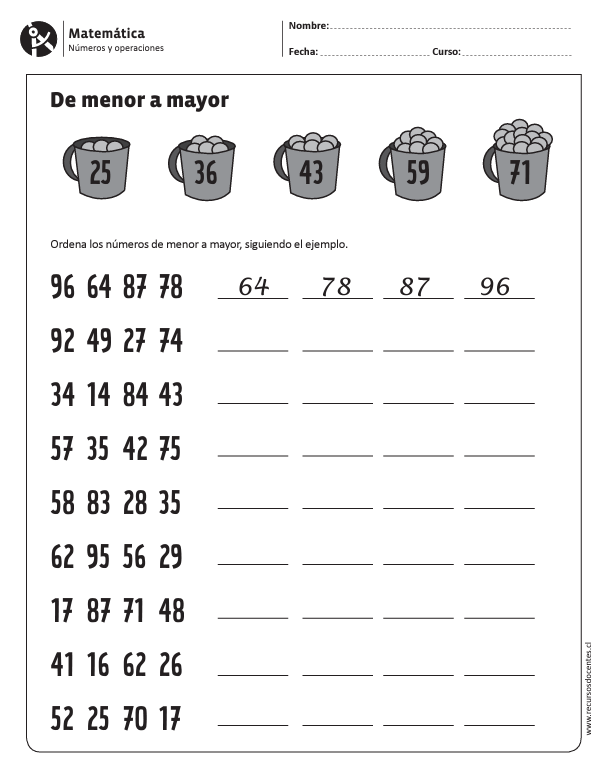 Matemática
Números y operaciones
Nombre:
Fecha: Curso:
De menor a mayor
25 36 43 59 71
Ordena los números de menor a mayor, siguiendo el ejemplo.
96 64 87 78 64 78 87 96
92 49 27 74
34 14 84 43
57 35 42 75
58 83 28 35
62 95 56 29
17 87 71 48
41 16 62 26
52 25 70 17
www.recursosdocentes.cl